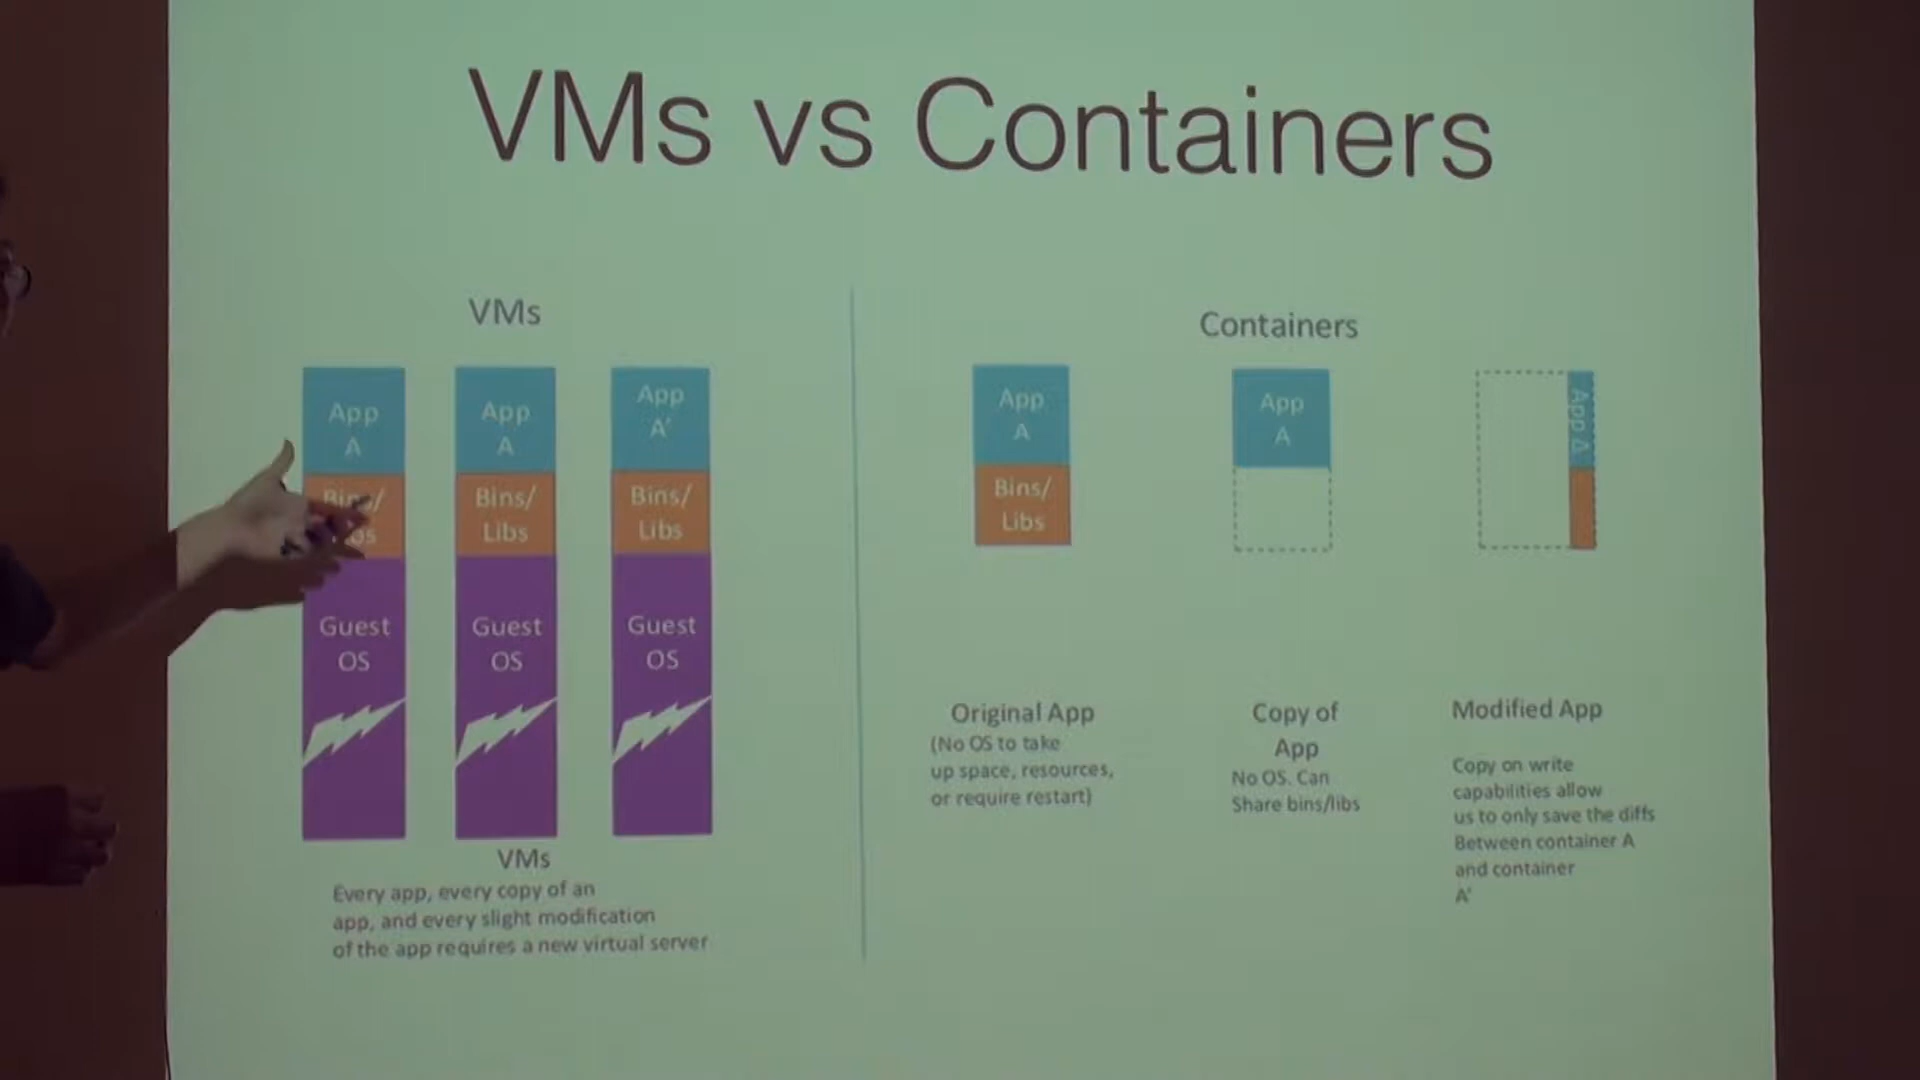 VMs vs Containers
VMs
App
A
Bins/
Guest
OS
App
A
Bins/
Libs
Guest
OS
App
A'
Bins/
Libs
Guest
OS
VMs
Every app, every copy of an
app, and every slight modification
of the app requires a new virtual server
Containers
App
A
Bins/
Libs
Original App
(No OS to take
up space, resources,
or require restart)
App
A
Copy of
App
No OS. Can
Share bins/libs
App A'
Modified App
Copy on write
capabilities allow
us to only save the diffs
Between container A
and container
A'